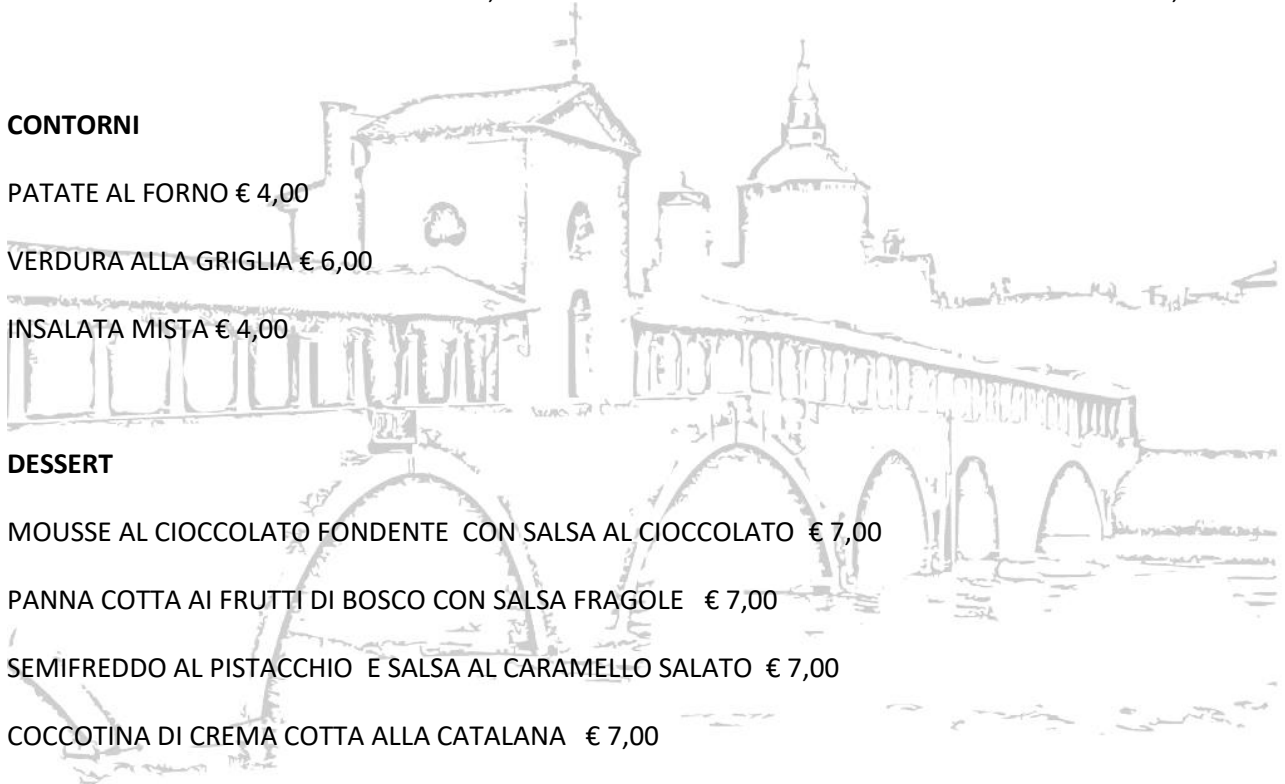 CONTORNI
PATATE AL FORNO € 4,00
VERDURA ALLA GRIGLIA € 6,00
INSALATA MISTA € 4,00
DESSERT
MOUSSE AL CIOCCOLATO FONDENTE CON SALSA AL CIOCCOLATO € 7,00
PANNA COTTA AI FRUTTI DI BOSCO CON SALSA FRAGOLE € 7,00
SEMIFREDDO AL PISTACCHIO E SALSA AL CARAMELLO SALATO € 7,00
COCCOTINA DI CREMA COTTA ALLA CATALANA € 7,00